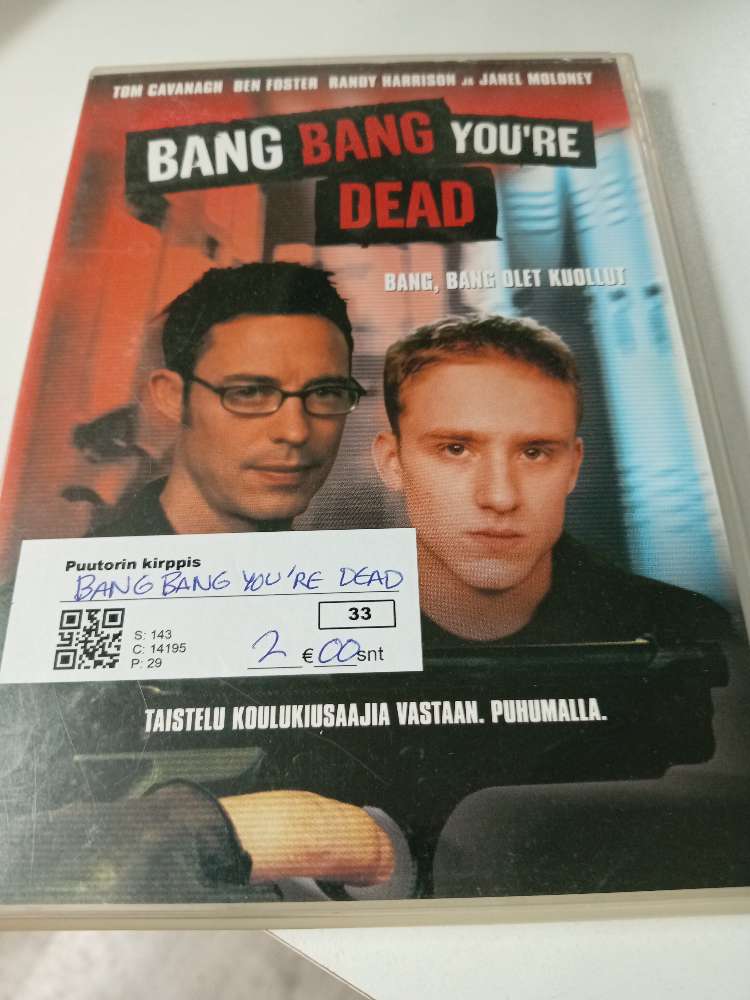 TOM CAVANAGH BEN FOSTER RANDY HARRISON JA JANEL MOLONEY
BANG BANG YOU'RE
DEAD
BANG, BANG OLET KUOLLUT
Puutorin kirppis
BANG BANG YOU'RE DEAD
33
S: 143
C: 14195
P: 29
2 € 00 snt
TAISTELU KOULUKIUSAAJIA VASTAAN. PUHUMALLA.